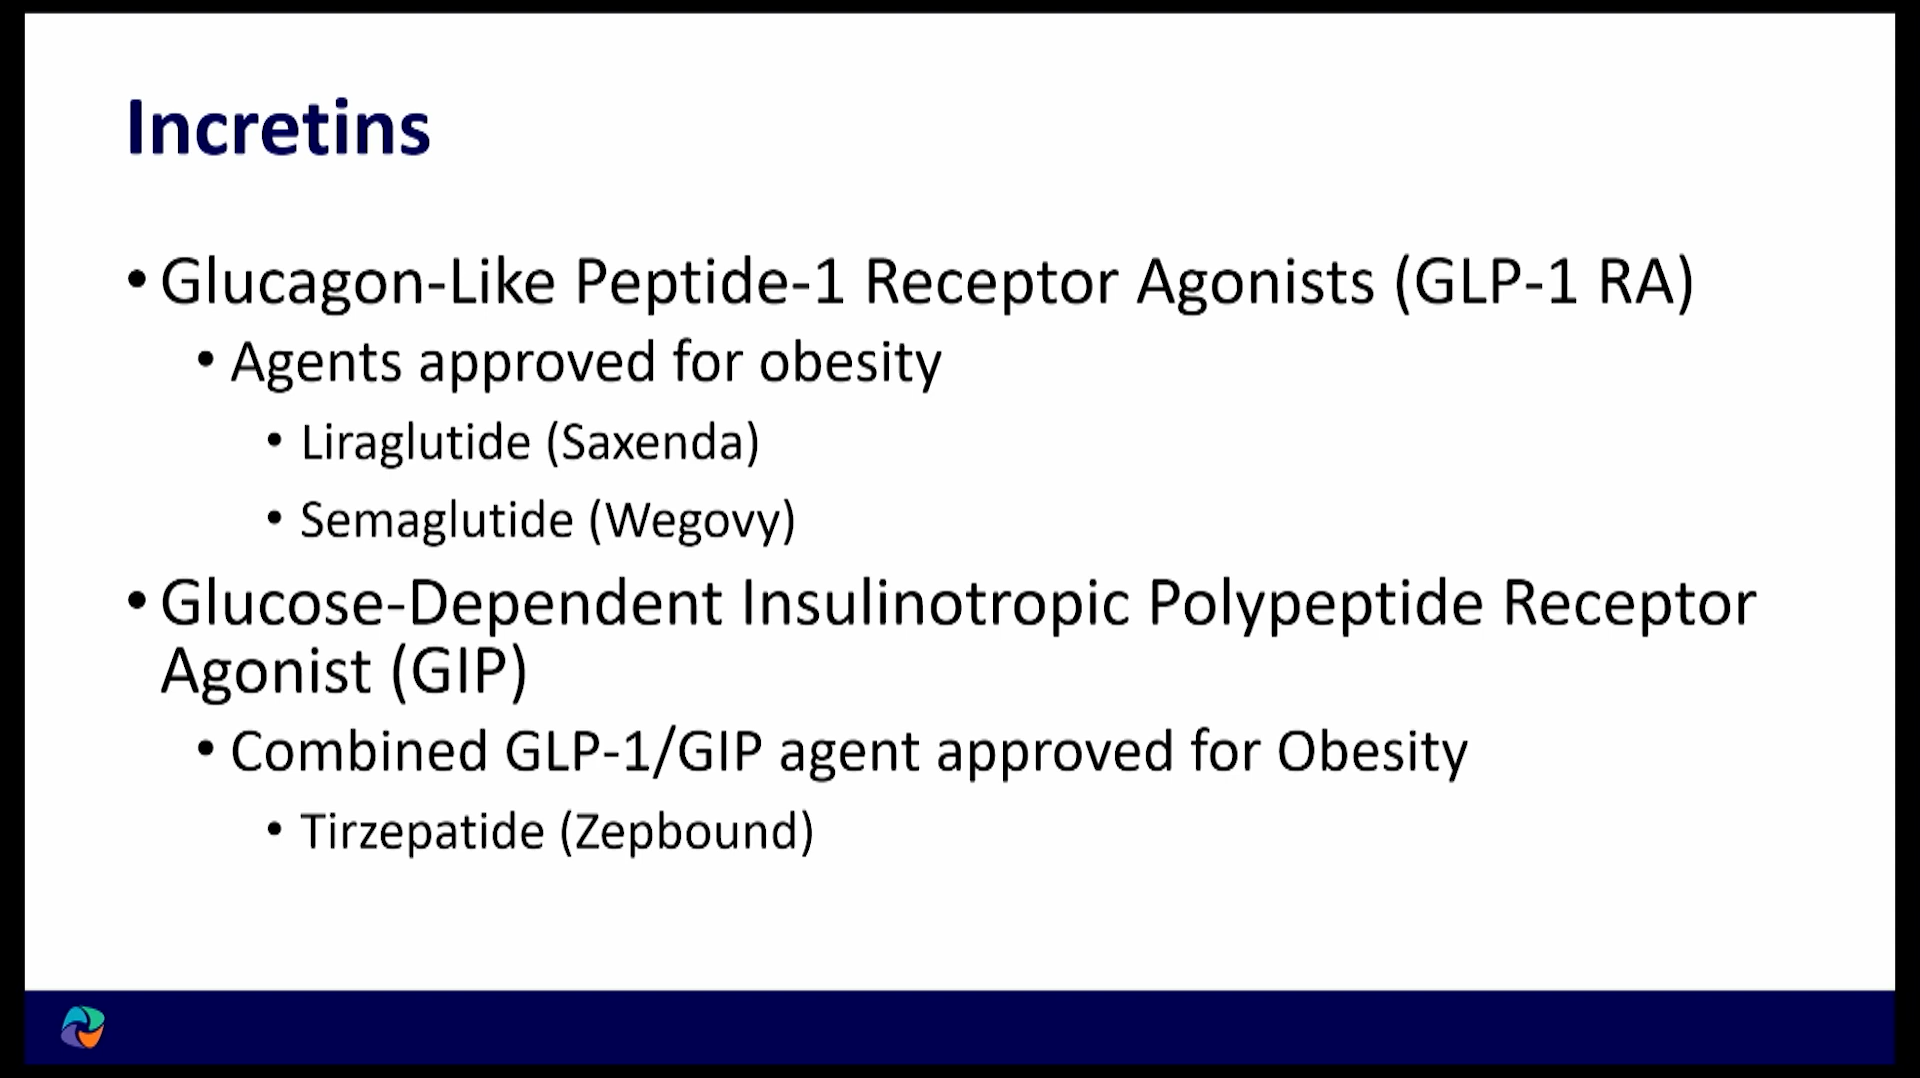 Incretins
• Glucagon-Like Peptide-1 Receptor Agonists (GLP-1 RA)
• Agents approved for obesity
• Liraglutide (Saxenda)
• Semaglutide (Wegovy)
• Glucose-Dependent Insulinotropic Polypeptide Receptor
Agonist (GIP)
• Combined GLP-1/GIP agent approved for Obesity
• Tirzepatide (Zepbound)